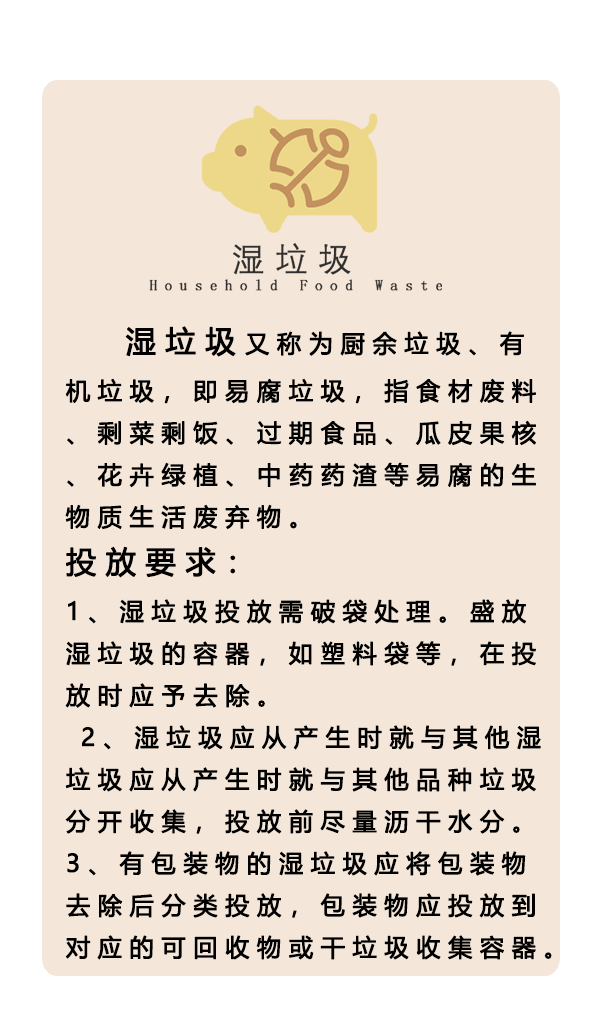 湿垃圾
Household Food Waste
湿垃圾又称为厨余垃圾、有
机垃圾，即易腐垃圾，指食材废料
、剩菜剩饭、过期食品、瓜皮果核
、花卉绿植、中药药渣等易腐的生
物质生活废弃物。
投放要求：
1、湿垃圾投放需破袋处理。盛放
湿垃圾的容器，如塑料袋等，在投
放时应予去除。
2、湿垃圾应从产生时就与其他湿
垃圾应从产生时就与其他品种垃圾
分开收集，投放前尽量沥干水分。
3、有包装物的湿垃圾应将包装物
去除后分类投放，包装物应投放到
对应的可回收物或干垃圾收集容器。